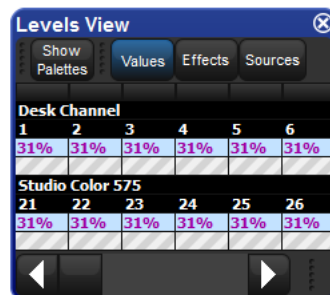 Levels View
Show Palettes Values Effects Sources
Desk Channel
1 2 3 4 5 6
31% 31% 31% 31% 31% 31%
Studio Color 575
21 22 23 24 25 26
31% 31% 31% 31% 31% 31%